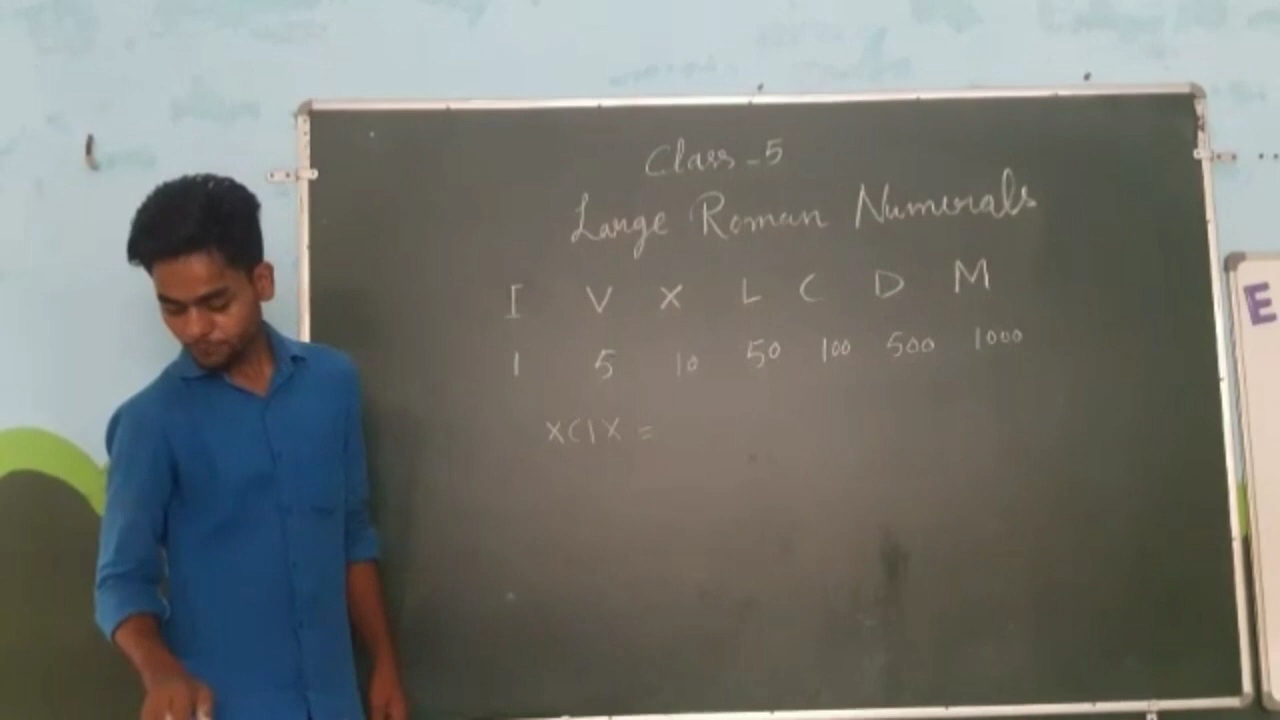 Class - 5
Large Roman Numerals
I V X L C D M
1 5 10 50 100 500 1000
XCIX =
E